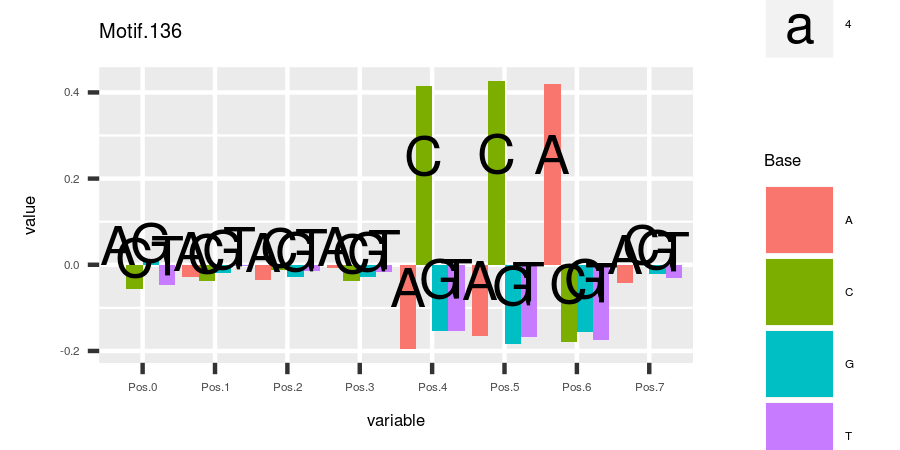 Motif.136
a
4
0.4
0.2
0.0
-0.2
value
A C G T A C G T A C G T A C G T A C G T A C G T A C G T A C G T
Pos.0 Pos.1 Pos.2 Pos.3 Pos.4 Pos.5 Pos.6 Pos.7
variable
Base
A
C
G
T